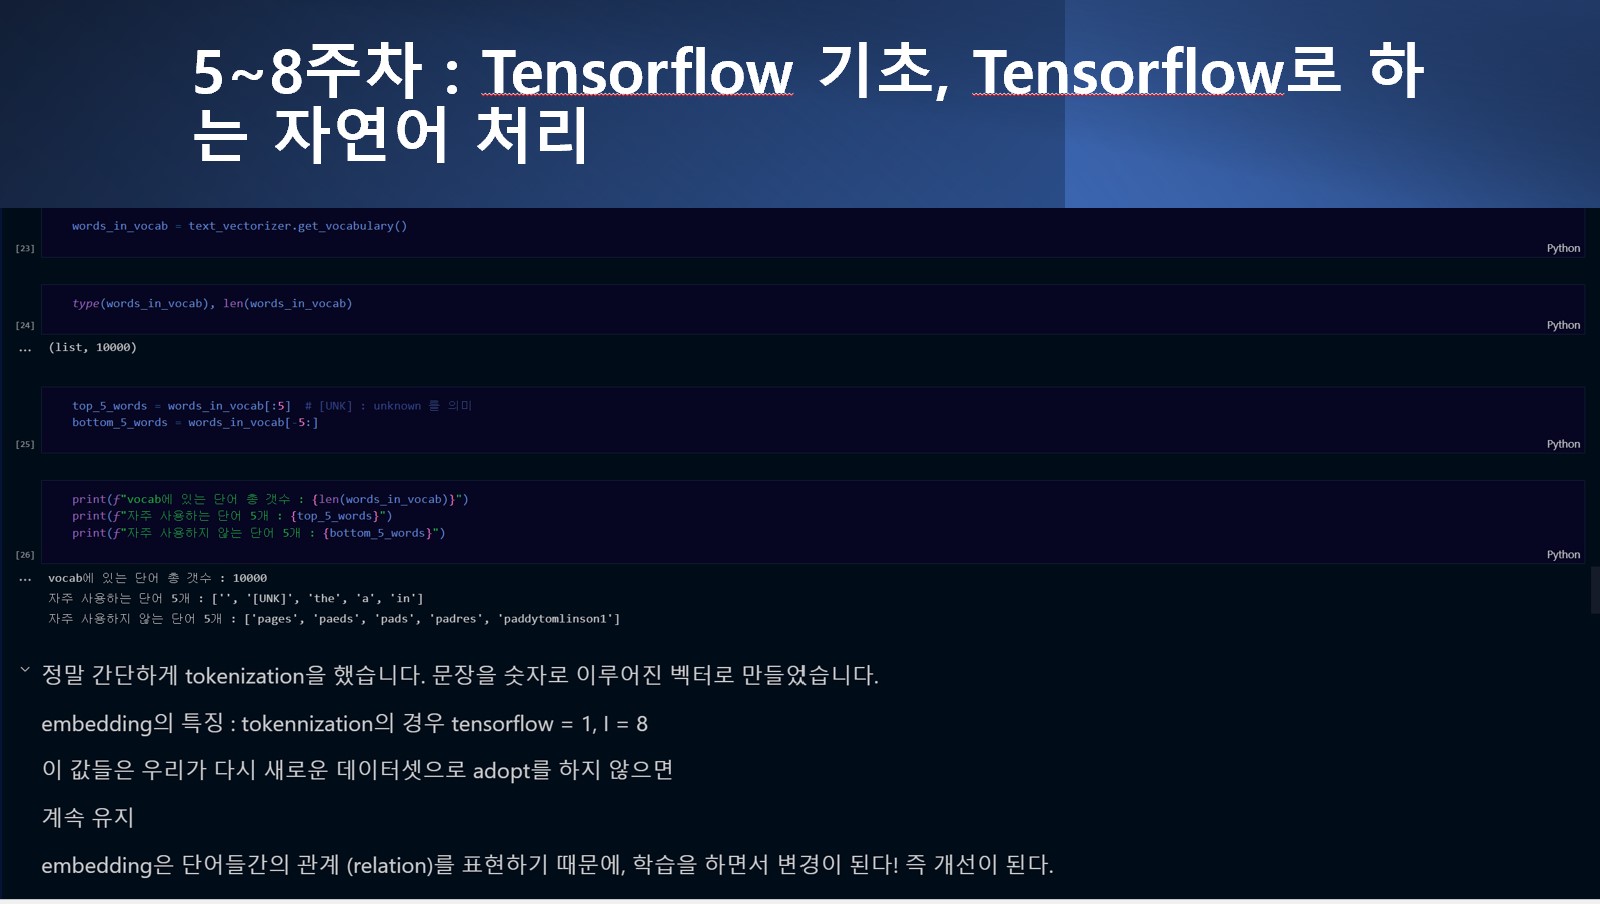 5~8주차 : Tensorflow 기초, Tensorflow로 하
는 자연어 처리
words_in_vocab = text_vectorizer.get_vocabulary()
[23]
Python
type(words_in_vocab), len(words_in_vocab)
[24]
Python
... (list, 10000)
top_5_words = words_in_vocab[:5]  # [UNK] : unknown 를 의미
bottom_5_words = words_in_vocab[-5:]
[25]
Python
print(f"vocab에 있는 단어 총 갯수 : {len(words_in_vocab)}")
print(f"자주 사용하는 단어 5개 : {top_5_words}")
print(f"자주 사용하지 않는 단어 5개 : {bottom_5_words}")
[26]
Python
... vocab에 있는 단어 총 갯수 : 10000
자주 사용하는 단어 5개 : ['', '[UNK]', 'the', 'a', 'in']
자주 사용하지 않는 단어 5개 : ['pages', 'paeds', 'pads', 'padres', 'paddytomlinson1']
정말 간단하게 tokenization을 했습니다. 문장을 숫자로 이루어진 벡터로 만들었습니다.
embedding의 특징 : tokennization의 경우 tensorflow = 1, I = 8
이 값들은 우리가 다시 새로운 데이터셋으로 adopt를 하지 않으면
계속 유지
embedding은 단어들간의 관계 (relation)를 표현하기 때문에, 학습을 하면서 변경이 된다! 즉 개선이 된다.